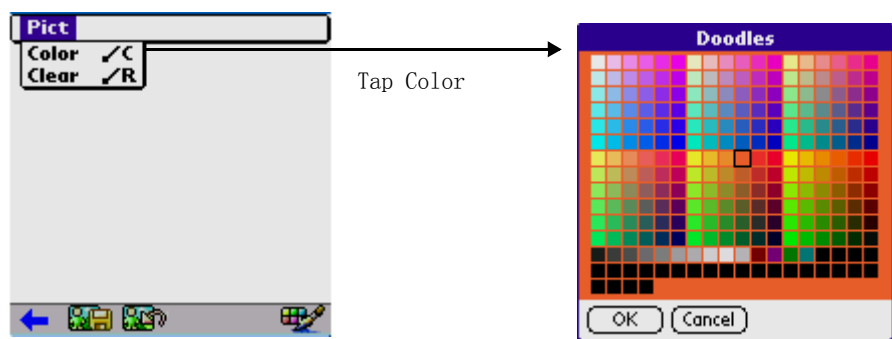 Pict
Color /C
Clear /R
Tap Color
Doodles
OK
Cancel